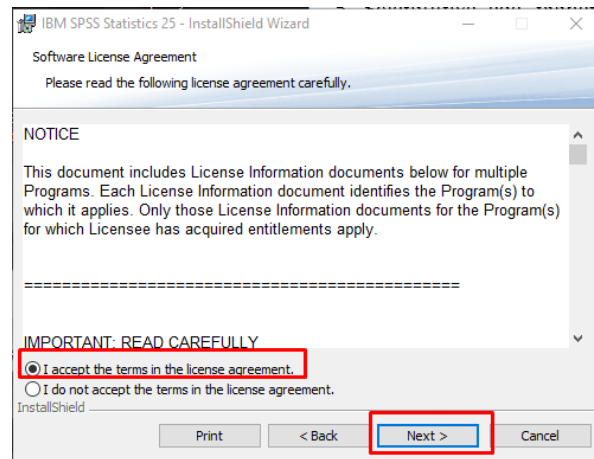 IBM SPSS Statistics 25 - InstallShield Wizard
Software License Agreement
Please read the following license agreement carefully.
NOTICE
This document includes License Information documents below for multiple
Programs. Each License Information document identifies the Program(s) to
which it applies. Only those License Information documents for the Program(s)
for which Licensee has acquired entitlements apply.
==============================================
IMPORTANT: READ CAREFULLY
I accept the terms in the license agreement.
I do not accept the terms in the license agreement.
InstallShield
Print < Back Next > Cancel